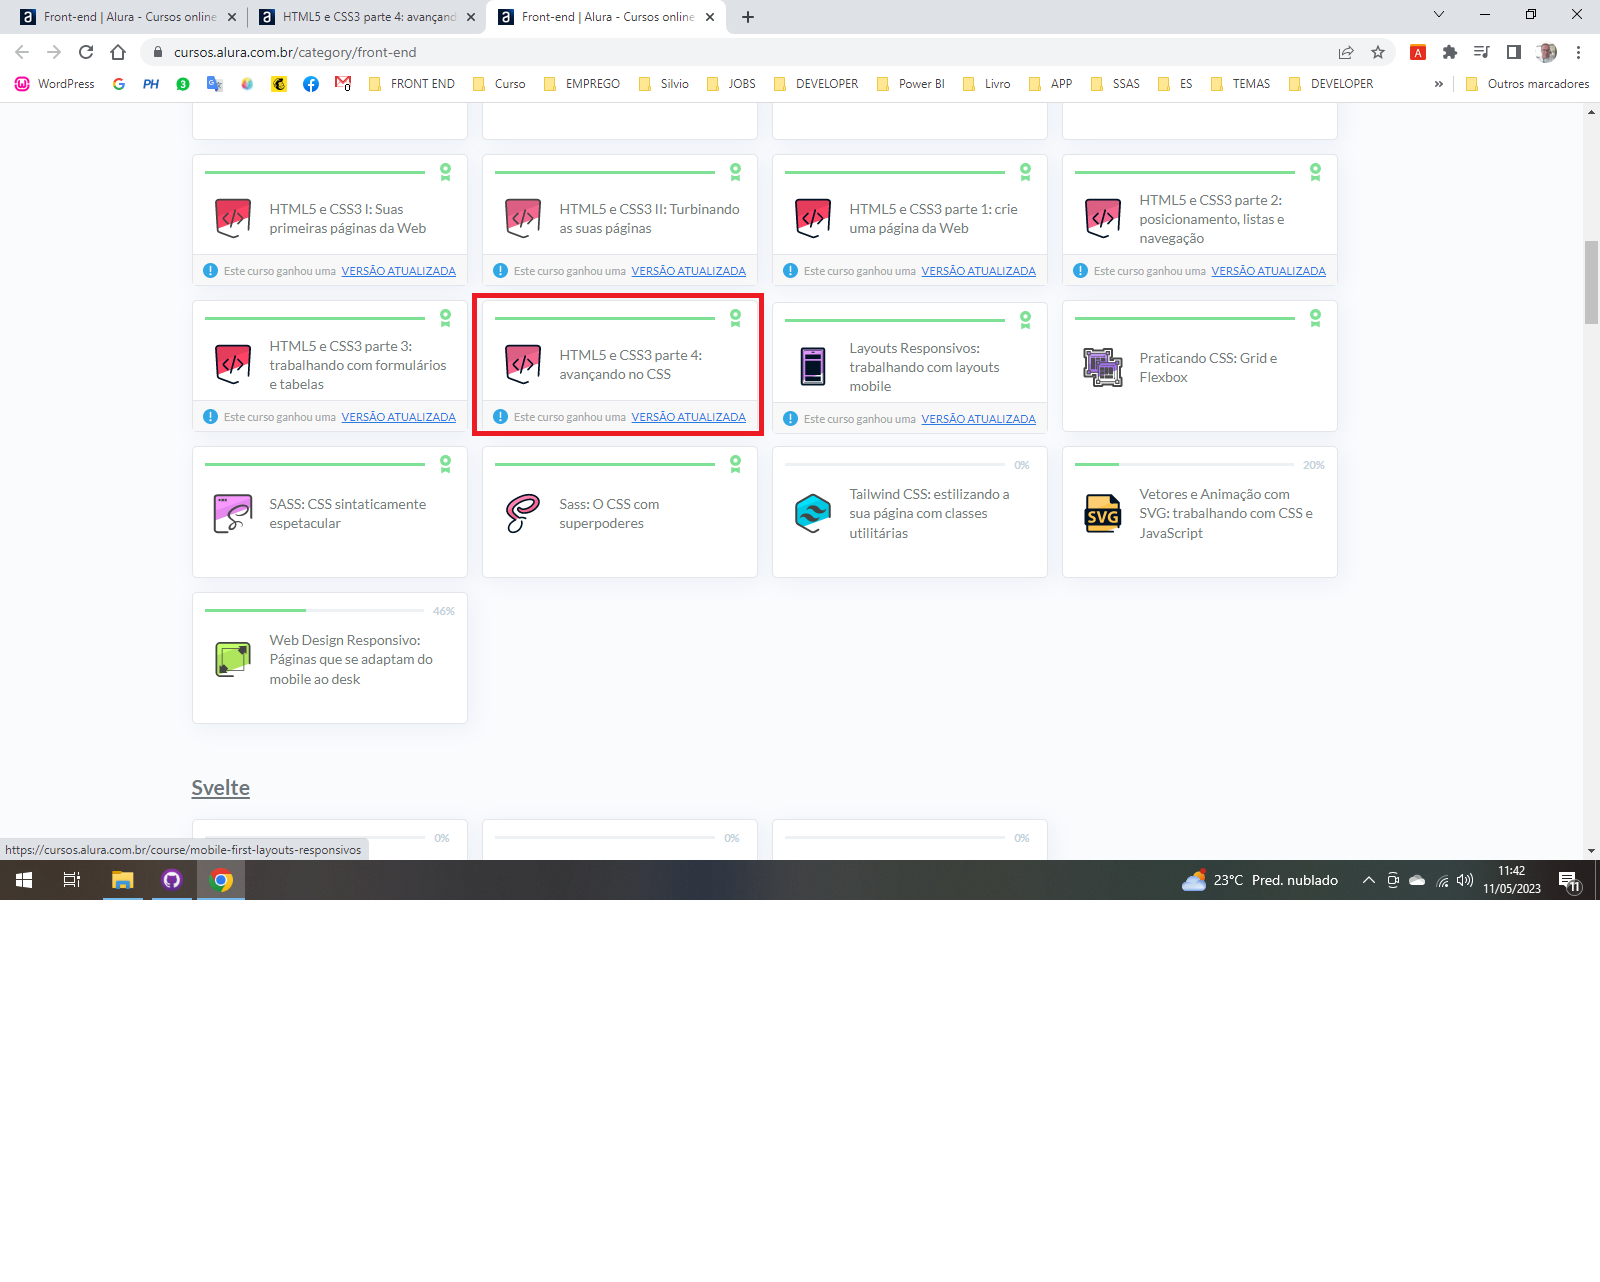 Front-end | Alura - Cursos online
HTML5 e CSS3 parte 4: avançand
Front-end | Alura - Cursos online
cursos.alura.com.br/category/front-end
WordPress
PH
FRONT END
Curso
EMPREGO
Silvio
JOBS
DEVELOPER
Power BI
Livro
APP
SSAS
ES
TEMAS
DEVELOPER
»
Outros marcadores
HTML5 e CSS3 I: Suas
primeiras páginas da Web
Este curso ganhou uma VERSÃO ATUALIZADA
HTML5 e CSS3 II: Turbinando
as suas páginas
Este curso ganhou uma VERSÃO ATUALIZADA
HTML5 e CSS3 parte 1: crie
uma página da Web
Este curso ganhou uma VERSÃO ATUALIZADA
HTML5 e CSS3 parte 2:
posicionamento, listas e
navegação
Este curso ganhou uma VERSÃO ATUALIZADA
HTML5 e CSS3 parte 3:
trabalhando com formulários
e tabelas
Este curso ganhou uma VERSÃO ATUALIZADA
HTML5 e CSS3 parte 4:
avançando no CSS
Este curso ganhou uma VERSÃO ATUALIZADA
Layouts Responsivos:
trabalhando com layouts
mobile
Este curso ganhou uma VERSÃO ATUALIZADA
Praticando CSS: Grid e
Flexbox
SASS: CSS sintaticamente
espetacular
Sass: O CSS com
superpoderes
0%
Tailwind CSS: estilizando a
sua página com classes
utilitárias
20%
SVG
Vetores e Animação com
SVG: trabalhando com CSS e
JavaScript
46%
Web Design Responsivo:
Páginas que se adaptam do
mobile ao desk
Svelte
0%
0%
0%
https://cursos.alura.com.br/course/mobile-first-layouts-responsivos
23°C Pred. nublado
11:42
11/05/2023
11